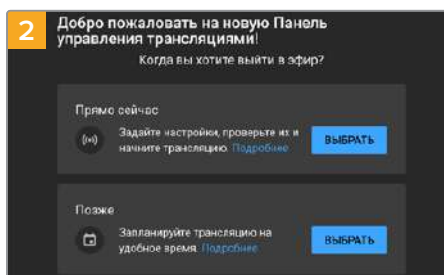 2
Добро пожаловать на новую Панель
управления трансляциями!
Когда вы хотите выйти в эфир?
Прямо сейчас
Задайте настройки, проверьте их и
начните трансляцию. Подробнее
ВЫБРАТЬ
Позже
Запланируйте трансляцию на
удобное время. Подробнее
ВЫБРАТЬ